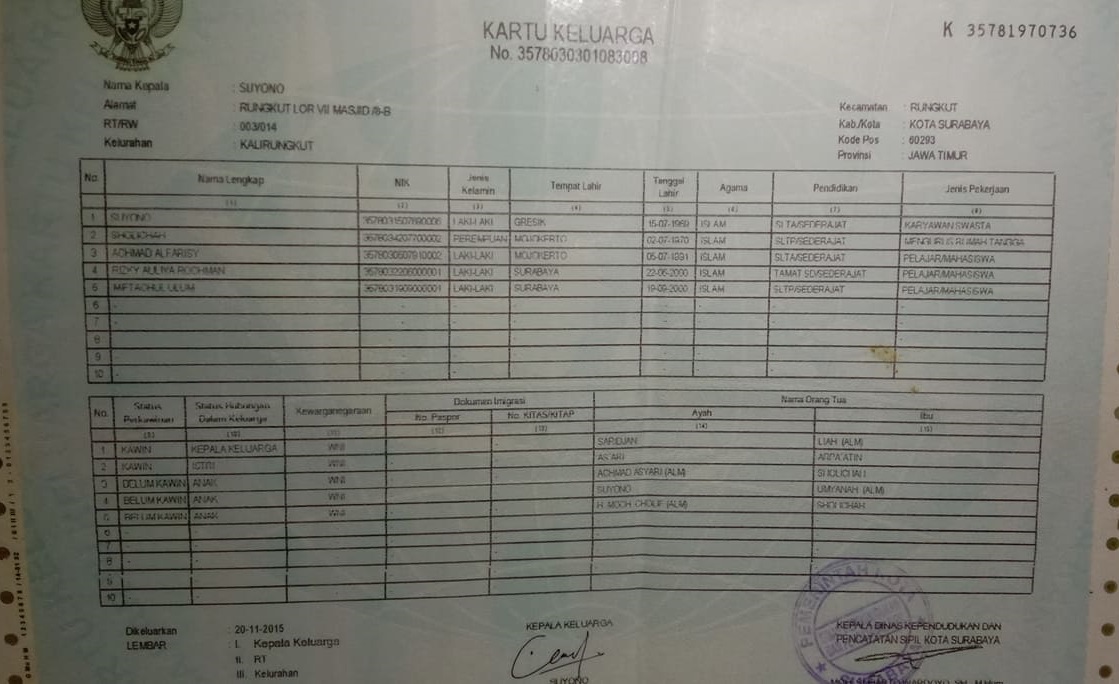 KARTU KELUARGA
No. 3578030301083008
K 35781970736
Nama Kepala : SUYONO
Alamat : RUNGKUT LOR VII MASJID /8-B
RT/RW : 003/014
Kelurahan : KALIRUNGKUT
Kecamatan : RUNGKUT
Kab/Kota : KOTA SURABAYA
Kode Pos : 60293
Provinsi : JAWA TIMUR
No. Nama Lengkap NIK Jenis Kelamin Tempat Lahir Tanggal Lahir Agama Pendidikan Jenis Pekerjaan
(1) (2) (3) (4) (5) (6) (7) (8)
1 SUYONO LAKI-LAKI GRESIK 15-07-1969 ISLAM SLTA/SEDERAJAT KARYAWAN SWASTA
2 SHOLICHAH 3578034207700002 PEREMPUAN MOJOKERTO 02-07-1970 ISLAM SLTP/SEDERAJAT MENGURUS RUMAH TANGGA
3 ACHMAD ALFARISY 3578030507910002 LAKI-LAKI MOJOKERTO 05-07-1991 ISLAM SLTA/SEDERAJAT PELAJAR/MAHASISWA
4 RIZKY AULIYA ROCHMAN 3578032206000001 LAKI-LAKI SURABAYA 22-06-2000 ISLAM TAMAT SD/SEDERAJAT PELAJAR/MAHASISWA
5 MIFTACHUL ULUM 3578031909000001 LAKI-LAKI SURABAYA 19-09-2000 ISLAM SLTP/SEDERAJAT PELAJAR/MAHASISWA
6 - - - - - - - -
7 - - - - - - - -
8 - - - - - - - -
9 - - - - - - - -
10 - - - - - - - -
No. Status Perkawinan Status Hubungan Dalam Keluarga Kewarganegaraan Dokumen Imigrasi Nama Orang Tua
No. Paspor No. KITAS/KITAP Ayah Ibu
(9) (10) (11) (12) (13) (14) (15)
1 KAWIN KEPALA KELUARGA WNI - - SARDJAN LIAH (ALM)
2 KAWIN ISTRI WNI - - AS'ARI
3 BELUM KAWIN ANAK WNI - - ACHMAD ASYARI (ALM) SHOLICHAH
4 BELUM KAWIN ANAK WNI - - SUYONO UMYANAH (ALM)
5 BELUM KAWIN ANAK WNI - - H. MOCH. CHOLIF (ALM) SHOLICHAH
6 - - - - - - -
7 - - - - - - -
8 - - - - - - -
9 - - - - - - -
10 - - - - - - -
Dikeluarkan : 20-11-2015
LEMBAR : I. Kepala Keluarga
II. RT
III. Kelurahan
KEPALA KELUARGA
SUYONO
KEPALA DINAS KEPENDUDUKAN DAN
PENCATATAN SIPIL KOTA SURABAYA
PEMERINTAH KOTA